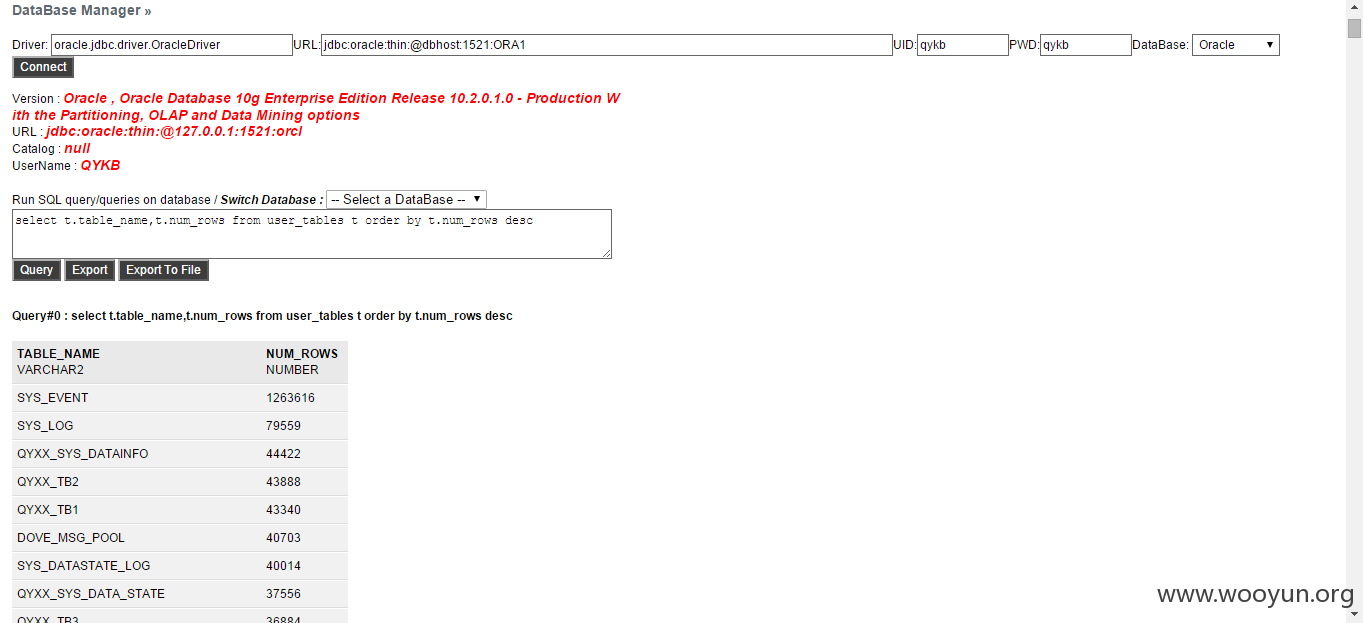 DataBase Manager »
Driver: oracle.jdbc.driver.OracleDriver URL: jdbc:oracle:thin:@dbhost:1521:ORA1 UID: qykb PWD: qykb DataBase: Oracle
Connect
Version : Oracle , Oracle Database 10g Enterprise Edition Release 10.2.0.1.0 - Production W
ith the Partitioning, OLAP and Data Mining options
URL : jdbc:oracle:thin:@127.0.0.1:1521:orcl
Catalog : null
UserName : QYKB
Run SQL query/queries on database / Switch Database : -- Select a DataBase --
select t.table_name,t.num_rows from user_tables t order by t.num_rows desc
Query Export Export To File
Query#0 : select t.table_name,t.num_rows from user_tables t order by t.num_rows desc
TABLE_NAME NUM_ROWS
VARCHAR2 NUMBER
SYS_EVENT 1263616
SYS_LOG 79559
QYXX_SYS_DATAINFO 44422
QYXX_TB2 43888
QYXX_TB1 43340
DOVE_MSG_POOL 40703
SYS_DATASTATE_LOG 40014
QYXX_SYS_DATA_STATE 37556
QYXX_TB3 36884
www.wooyun.org